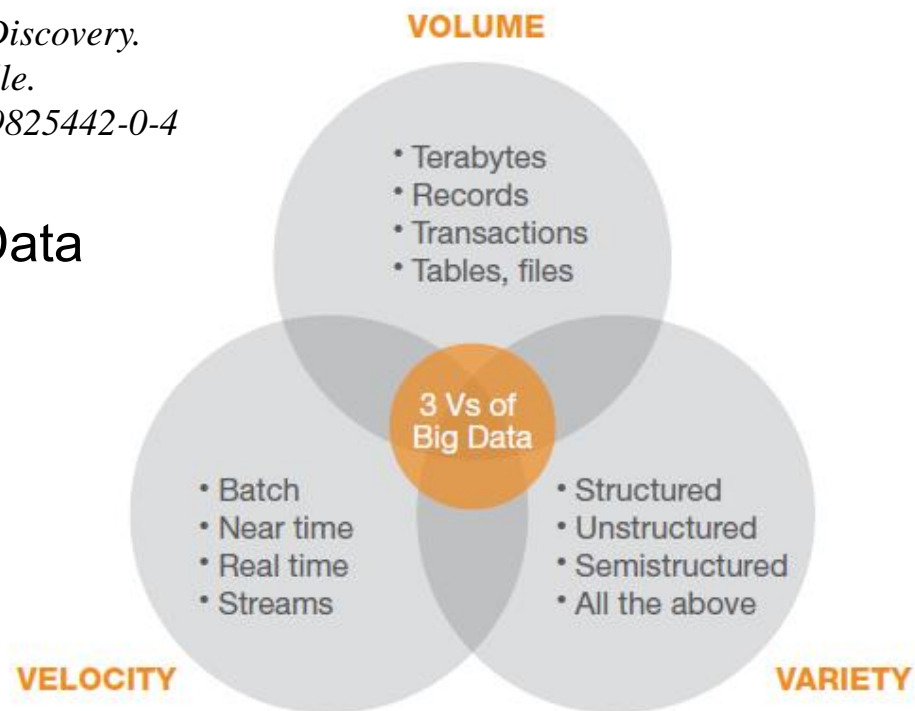 Discovery.
lle.
9825442-0-4
Data
VOLUME
• Terabytes
• Records
• Transactions
• Tables, files
3 Vs of
Big Data
• Batch
• Near time
• Real time
• Streams
• Structured
• Unstructured
• Semistructured
• All the above
VELOCITY
VARIETY